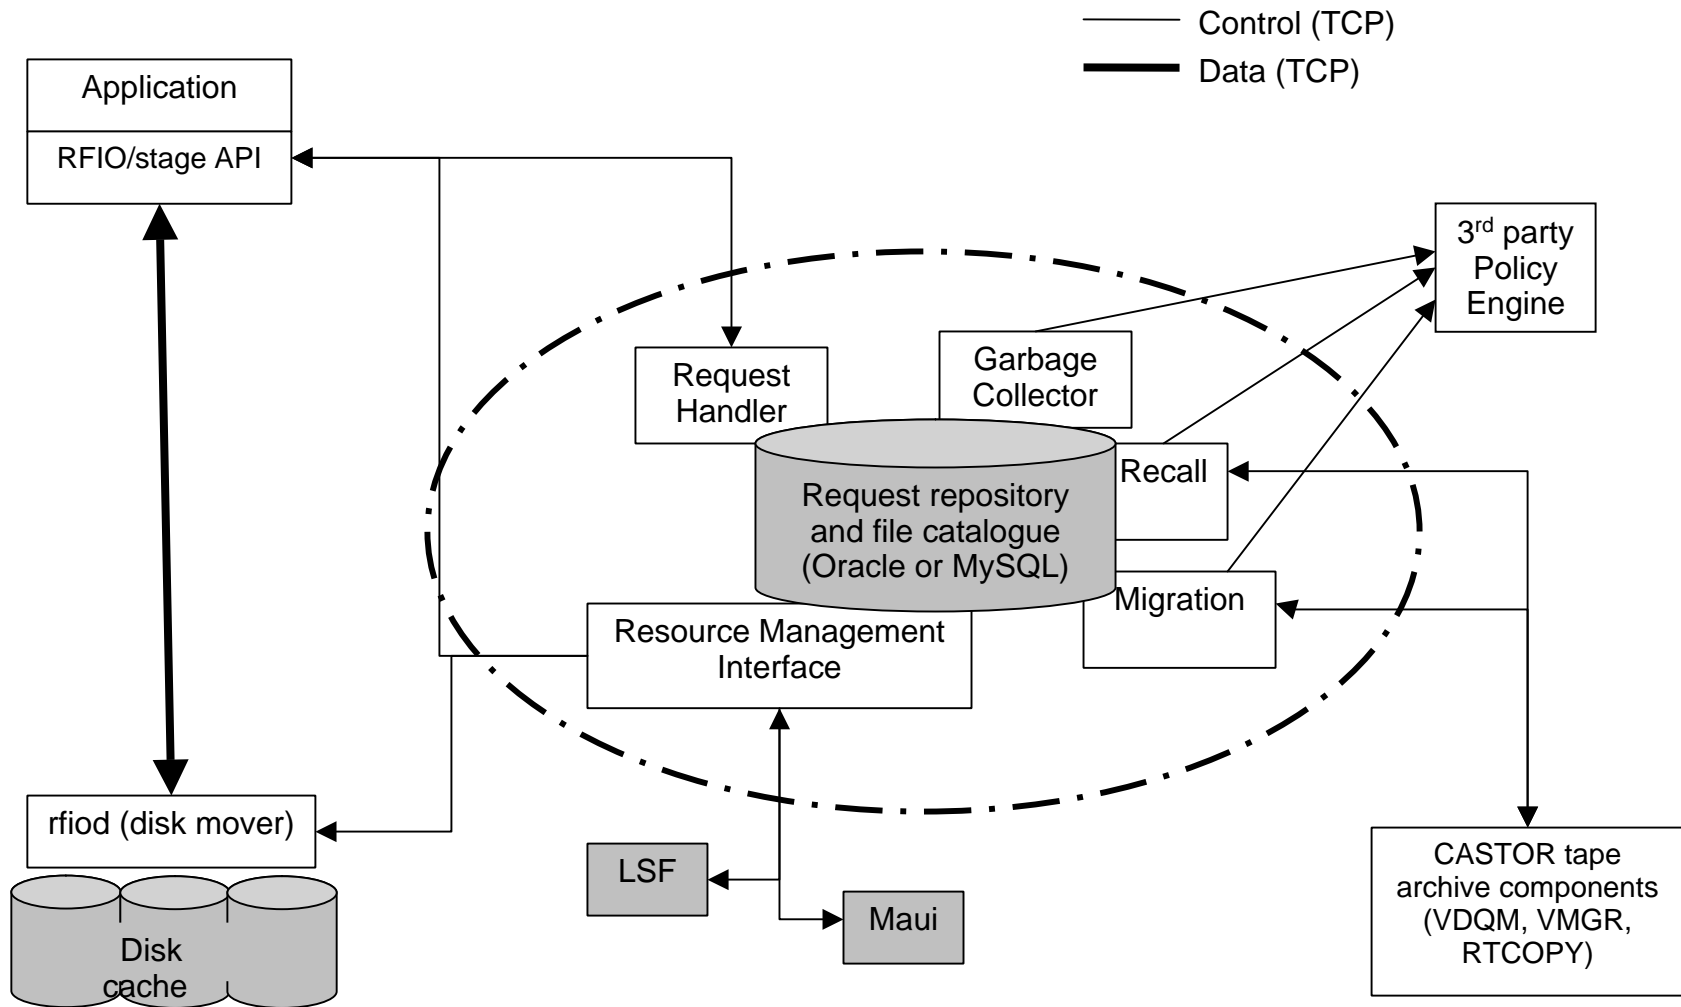 Control (TCP)
Data (TCP)
Application
RFIO/stage API
3rd party
Policy
Engine
Request
Handler
Garbage
Collector
Recall
Request repository
and file catalogue
(Oracle or MySQL)
Migration
Resource Management
Interface
rfiod (disk mover)
LSF
Maui
Disk
cache
CASTOR tape
archive components
(VDQM, VMGR,
RTCOPY)